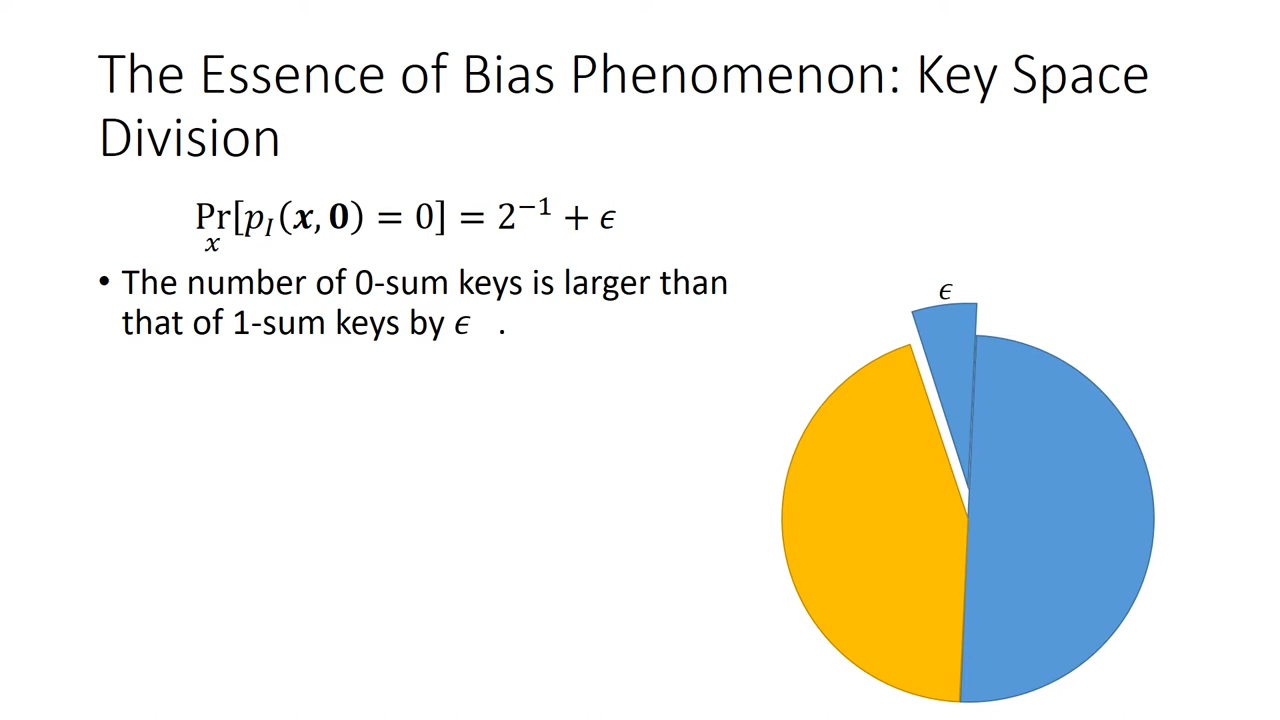 The Essence of Bias Phenomenon: Key Space
Division
Pr[p_I(x, 0) = 0] = 2^{-1} + ϵ
x
• The number of 0-sum keys is larger than
that of 1-sum keys by ϵ .
ϵ